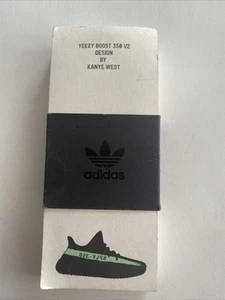 YEEZY BOOST 350 V2
DESIGN
BY
KANYE WEST
adidas